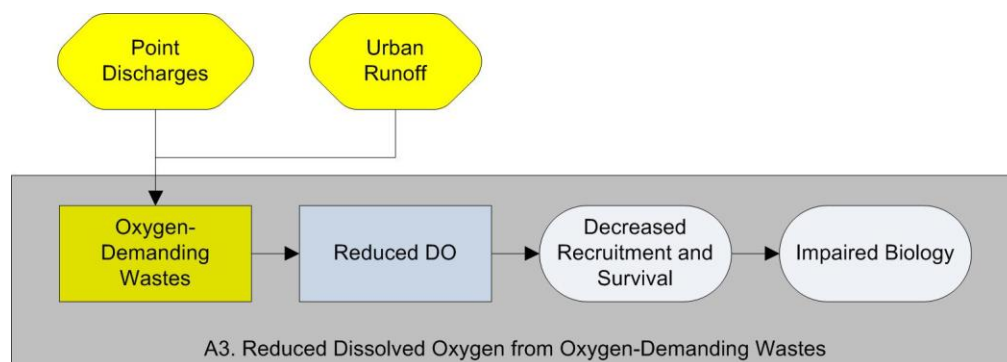 Point
Discharges
Urban
Runoff
Oxygen-
Demanding
Wastes
Reduced DO
Decreased
Recruitment and
Survival
Impaired Biology
A3. Reduced Dissolved Oxygen from Oxygen-Demanding Wastes